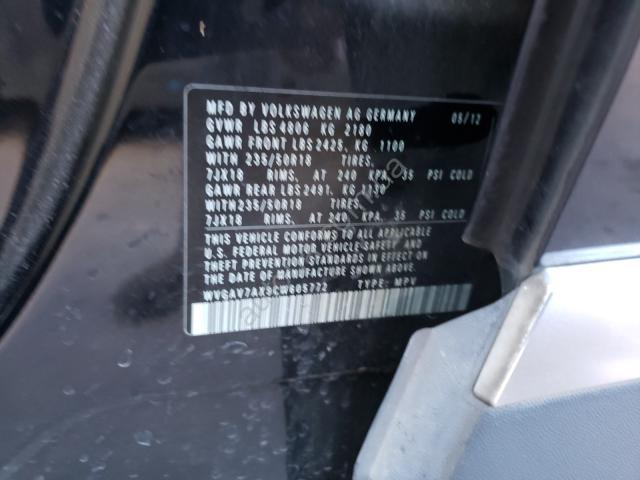 MFD BY VOLKSWAGEN AG GERMANY 05/12
GVWR LBS 4806 KG 2180
GAWR FRONT LBS 2425, KG 1100
WITH 235/50R18 TIRES.
7JX18 RIMS. AT 240 KPA. 35 PSI COLD
GAWR REAR LBS 2491, KG 1130
WITH 235/50R18 TIRES.
7JX18 RIMS. AT 240 KPA. 35 PSI COLD
THIS VEHICLE CONFORMS TO ALL APPLICABLE
U.S. FEDERAL MOTOR VEHICLE-SAFETY AND
THEFT PREVENTION STANDARDS IN EFFECT ON
THE DATE OF MANUFACTURE SHOWN ABOVE
TYPE: MPV